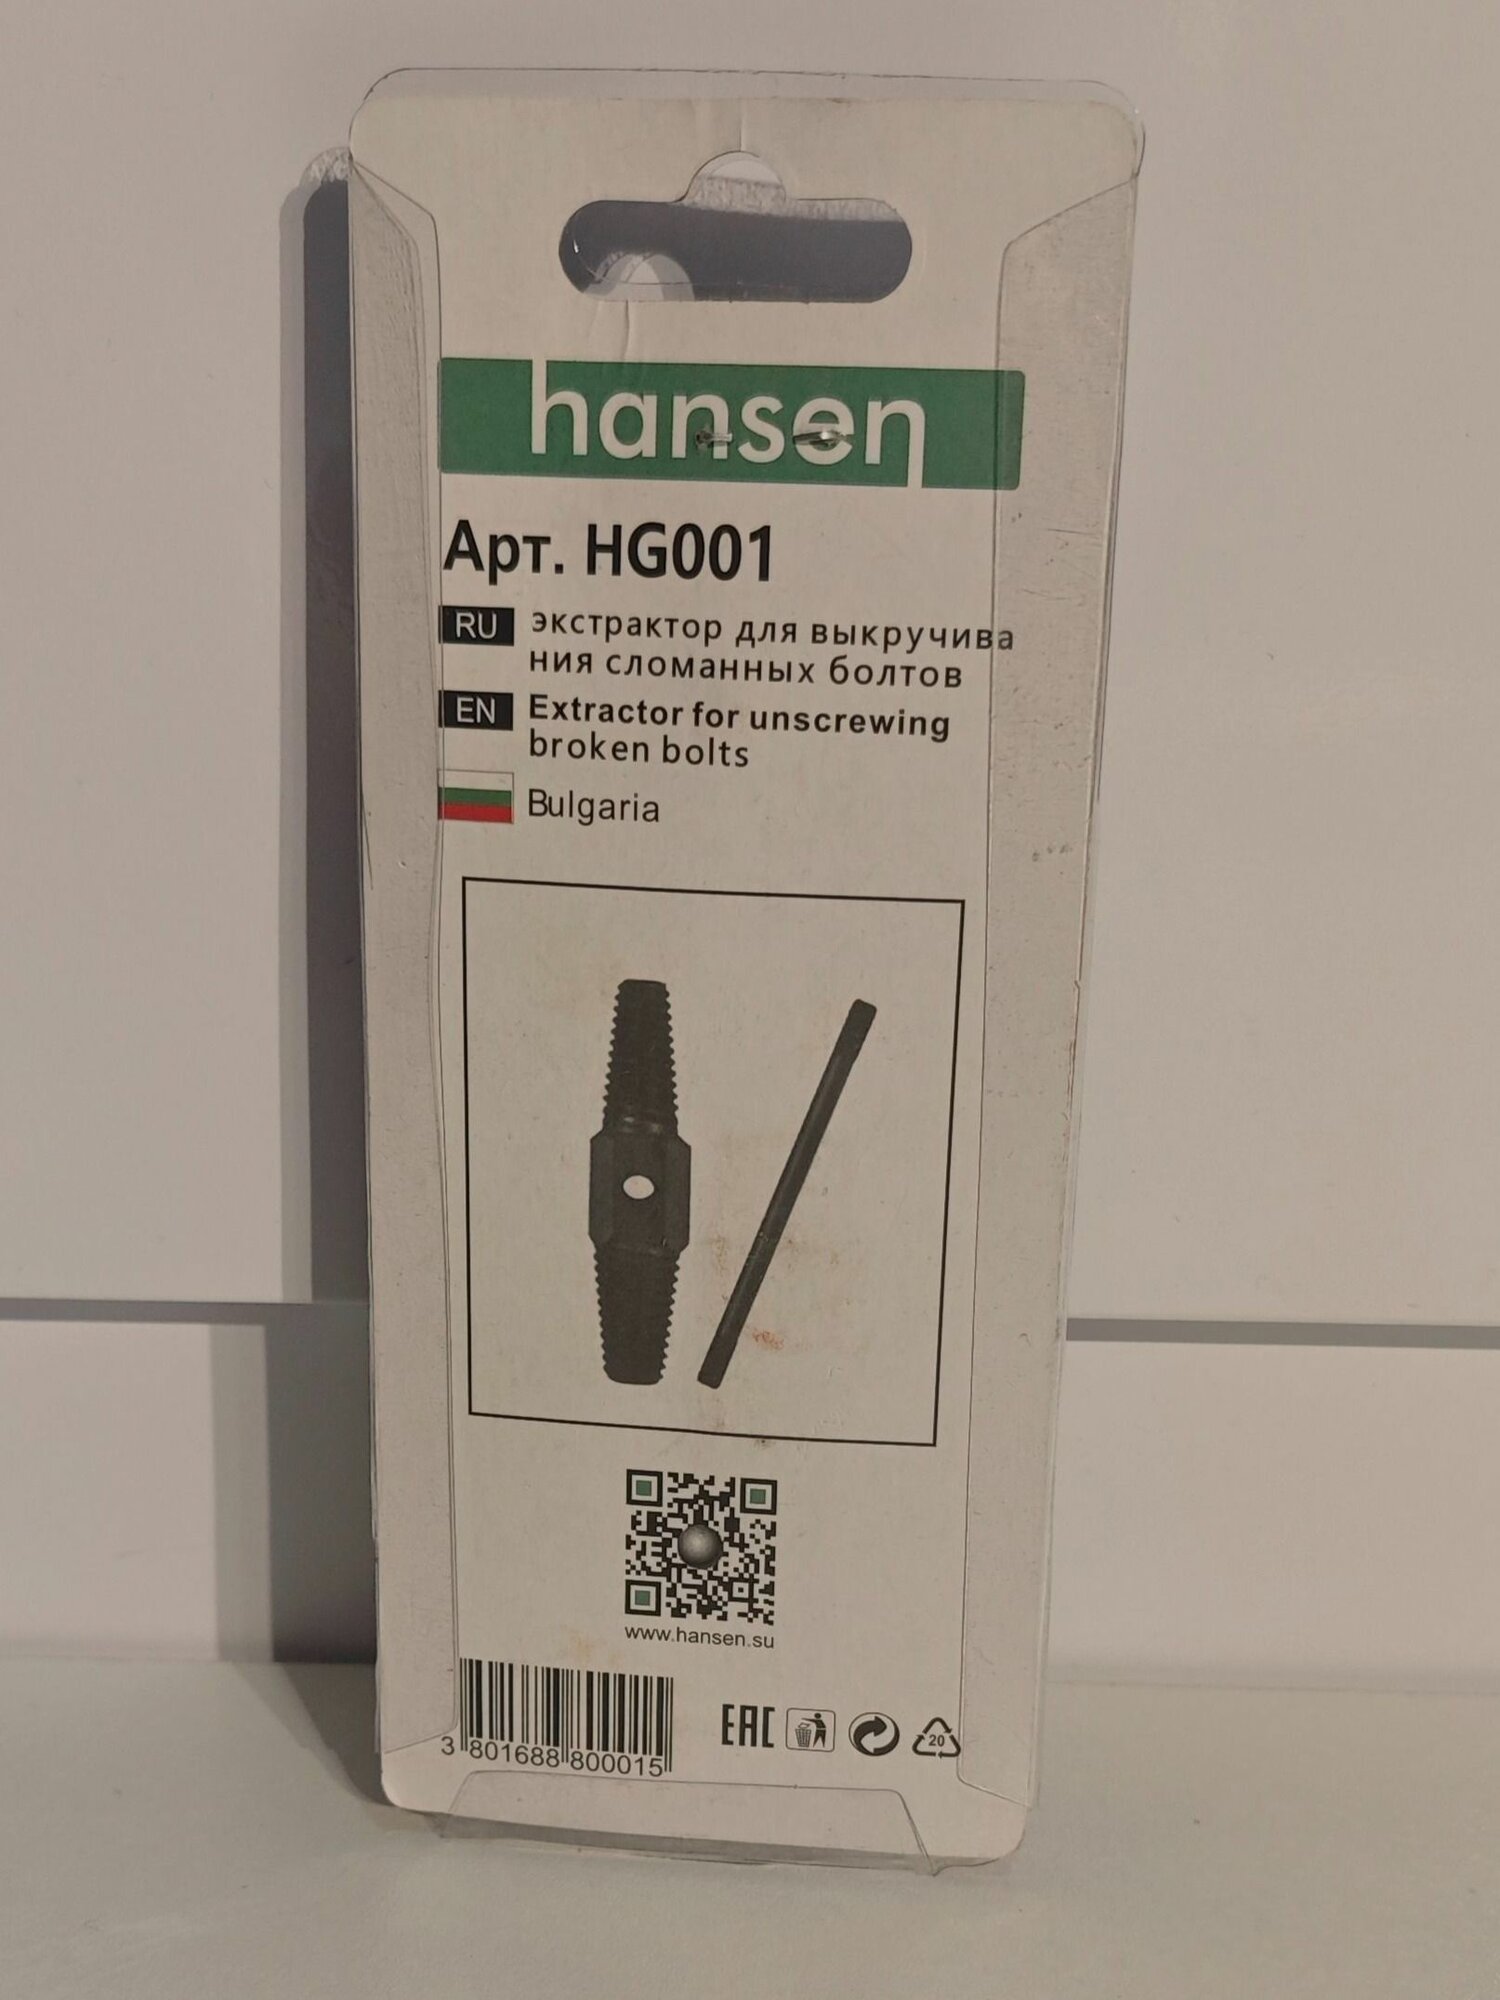 hansen
Арт. HG001
RU экстрактор для выкручива
ния сломанных болтов
EN Extractor for unscrewing
broken bolts
Bulgaria
www.hansen.su
3 801688 800015
EAC
20